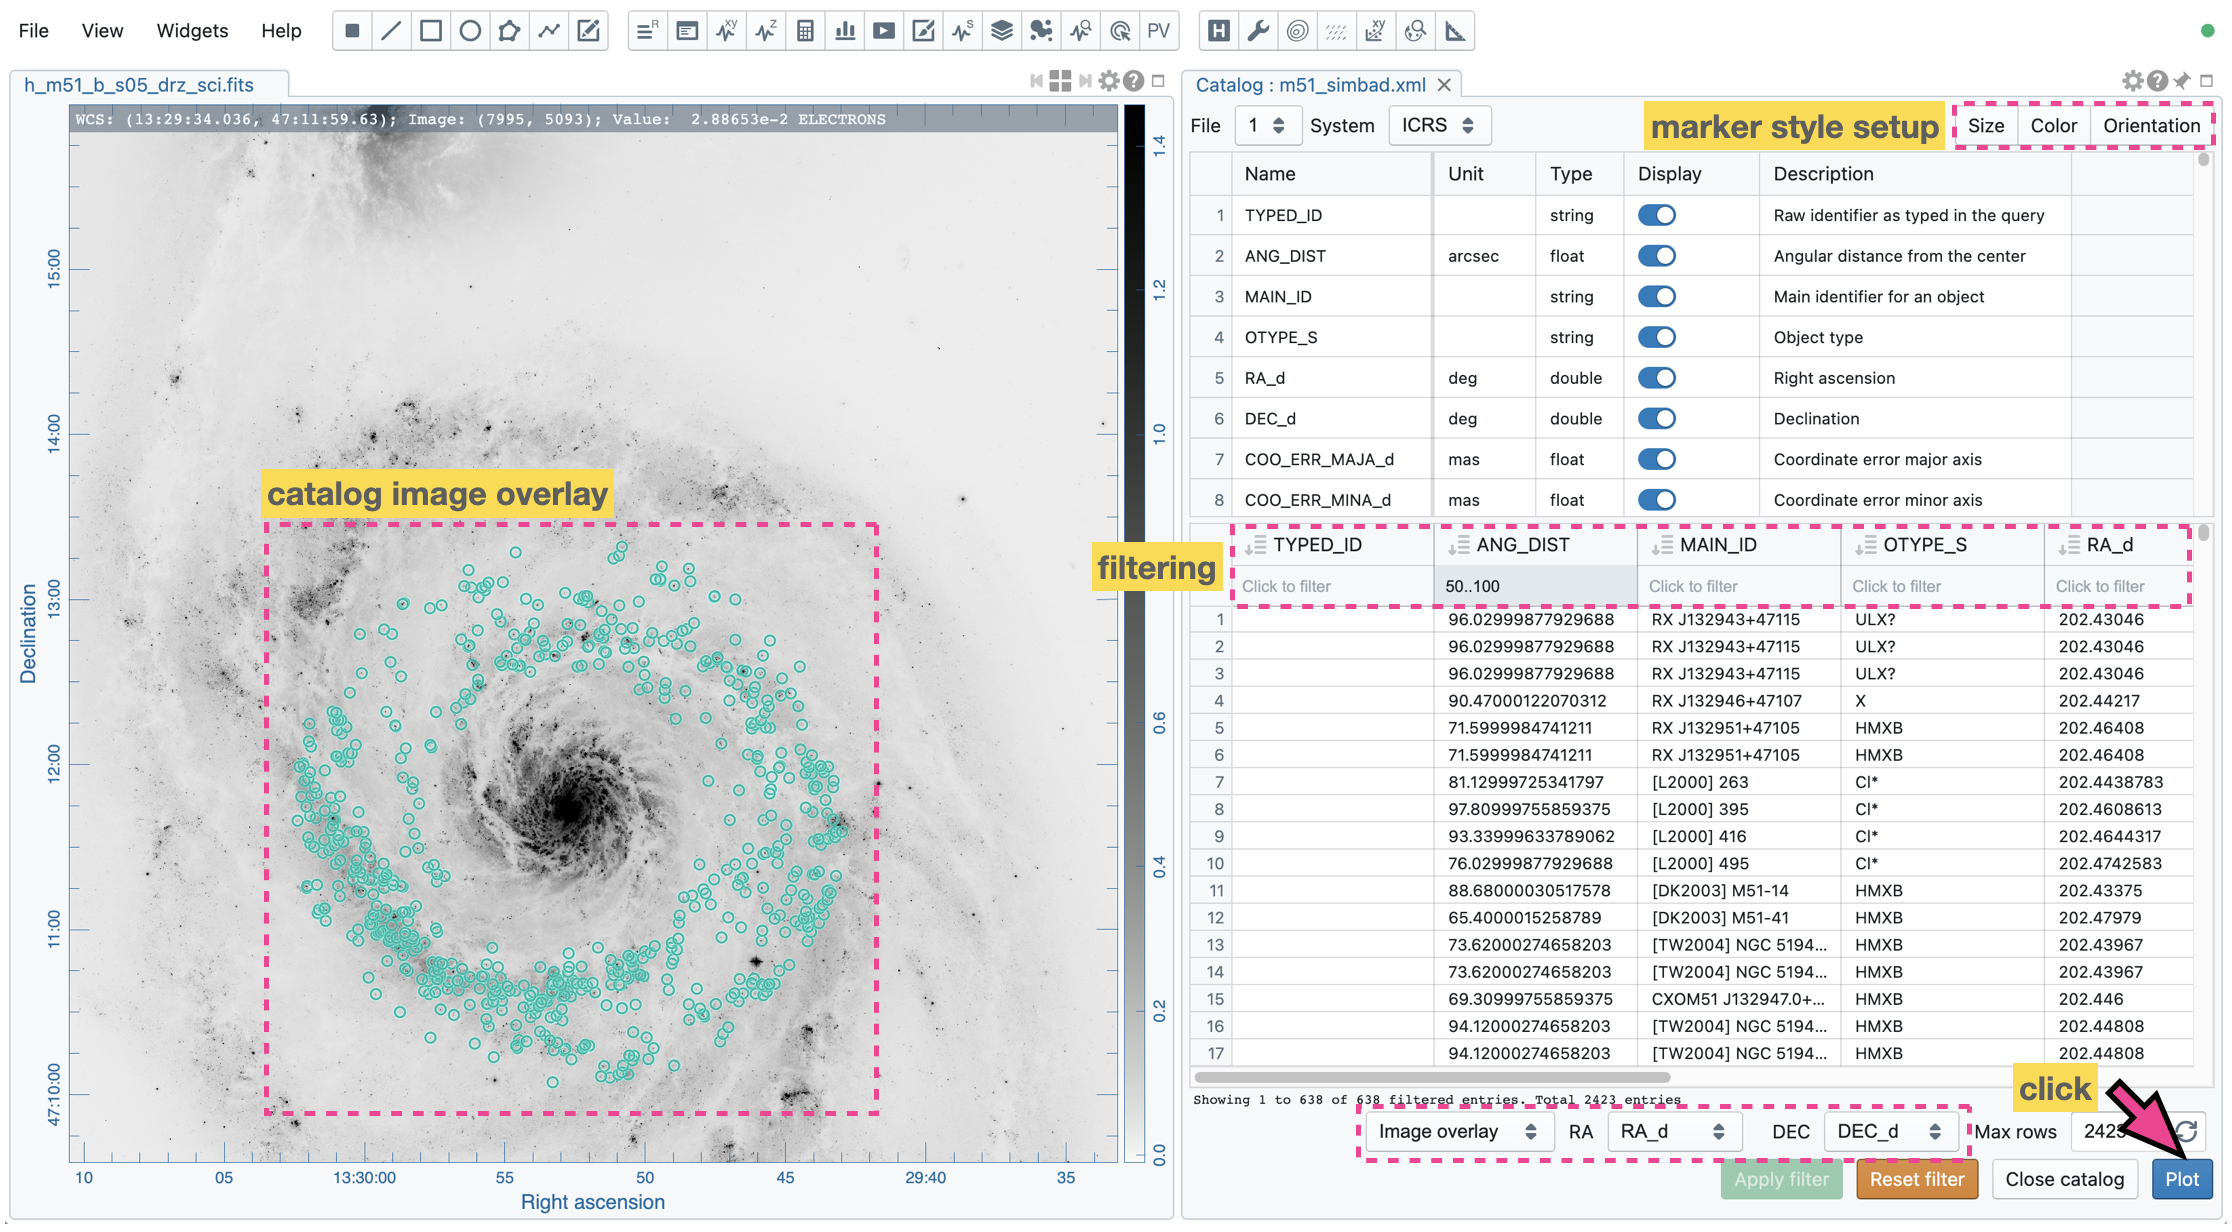 File View Widgets Help
R XY Z S PV H xy
h_m51_b_s05_drz_sci.fits
WCS: (13:29:34.036, 47:11:59.63); Image: (7995, 5093); Value: 2.88653e-2 ELECTRONS
15:00
14:00
13:00
12:00
11:00
47:10:00
Declination
catalog image overlay
1.4
1.2
1.0
0.6
0.4
0.2
0.0
10 05 13:30:00 55 50 45 29:40 35
Right ascension
Catalog : m51_simbad.xml
File 1 System ICRS marker style setup Size Color Orientation
Name Unit Type Display Description
1 TYPED_ID string Raw identifier as typed in the query
2 ANG_DIST arcsec float Angular distance from the center
3 MAIN_ID string Main identifier for an object
4 OTYPE_S string Object type
5 RA_d deg double Right ascension
6 DEC_d deg double Declination
7 COO_ERR_MAJA_d mas float Coordinate error major axis
8 COO_ERR_MINA_d mas float Coordinate error minor axis
filtering
TYPED_ID ANG_DIST MAIN_ID OTYPE_S RA_d
Click to filter 50..100 Click to filter Click to filter Click to filter
1 96.02999877929688 RX J132943+47115 ULX? 202.43046
2 96.02999877929688 RX J132943+47115 ULX? 202.43046
3 96.02999877929688 RX J132943+47115 ULX? 202.43046
4 90.47000122070312 RX J132946+47107 X 202.44217
5 71.5999984741211 RX J132951+47105 HMXB 202.46408
6 71.5999984741211 RX J132951+47105 HMXB 202.46408
7 81.12999725341797 [L2000] 263 Cl* 202.4438783
8 97.80999755859375 [L2000] 395 Cl* 202.4608613
9 93.33999633789062 [L2000] 416 Cl* 202.4644317
10 76.02999877929688 [L2000] 495 Cl* 202.4742583
11 88.68000030517578 [DK2003] M51-14 HMXB 202.43375
12 65.4000015258789 [DK2003] M51-41 HMXB 202.47979
13 73.62000274658203 [TW2004] NGC 5194... HMXB 202.43967
14 73.62000274658203 [TW2004] NGC 5194... HMXB 202.43967
15 69.30999755859375 CXOM51 J132947.0+... HMXB 202.446
16 94.12000274658203 [TW2004] NGC 5194... HMXB 202.44808
17 94.12000274658203 [TW2004] NGC 5194... HMXB 202.44808
click
Showing 1 to 638 of 638 filtered entries. Total 2423 entries
Image overlay RA RA_d DEC DEC_d Max rows 2423
Apply filter Reset filter Close catalog Plot